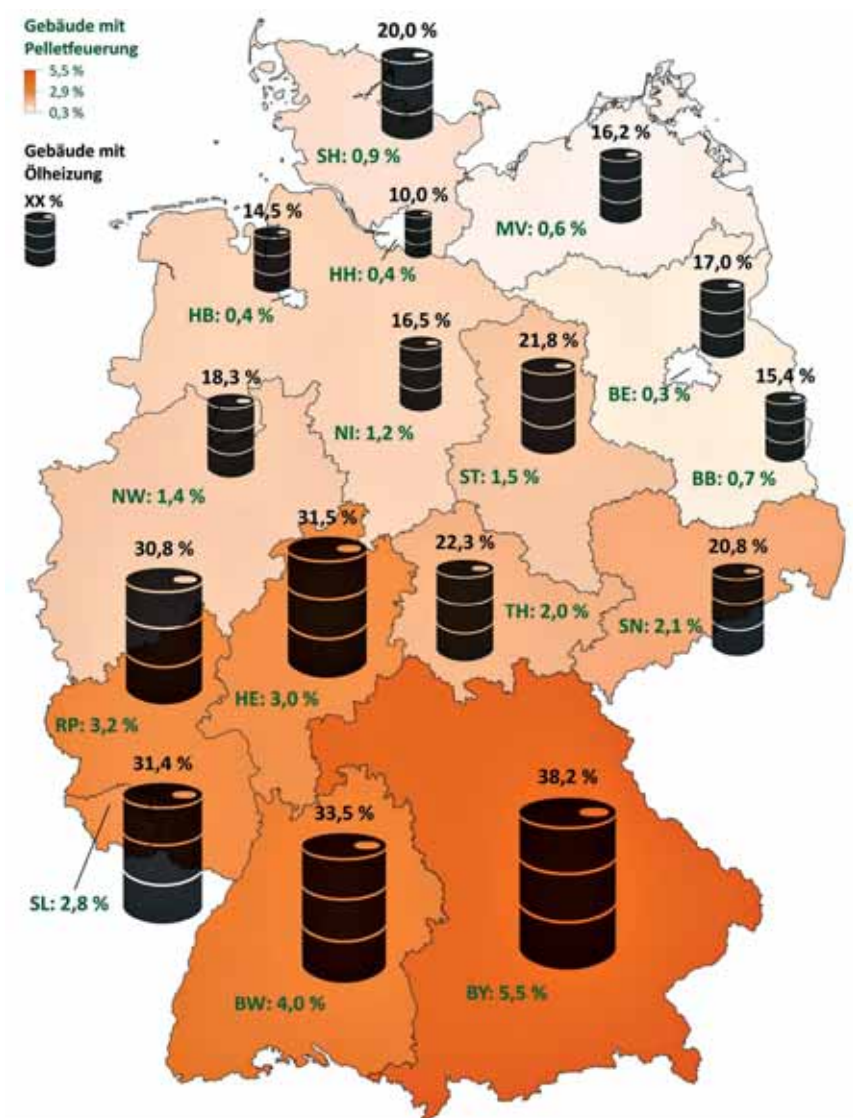 Gebäude mit
Pelletfeuerung
5,5 %
2,9 %
0,3 %
Gebäude mit
Ölheizung
XX %
20,0 %
SH: 0,9 %
16,2 %
MV: 0,6 %
10,0 %
HH: 0,4 %
14,5 %
HB: 0,4 %
17,0 %
BE: 0,3 %
16,5 %
NI: 1,2 %
21,8 %
ST: 1,5 %
15,4 %
BB: 0,7 %
18,3 %
NW: 1,4 %
31,5 %
HE: 3,0 %
22,3 %
TH: 2,0 %
20,8 %
SN: 2,1 %
30,8 %
RP: 3,2 %
31,4 %
SL: 2,8 %
33,5 %
BW: 4,0 %
38,2 %
BY: 5,5 %